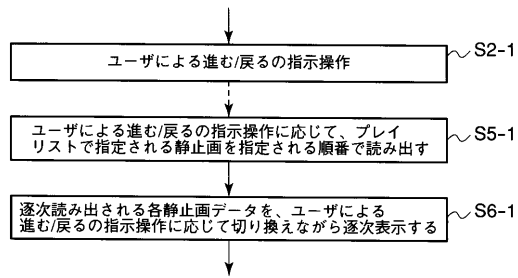 ユーザによる進む/戻るの指示操作
S2-1
ユーザによる進む/戻るの指示操作に応じて、プレイ
リストで指定される静止画を指定される順番で読み出す
S5-1
逐次読み出される各静止画データを、ユーザによる
進む/戻るの指示操作に応じて切り換えながら逐次表示する
S6-1